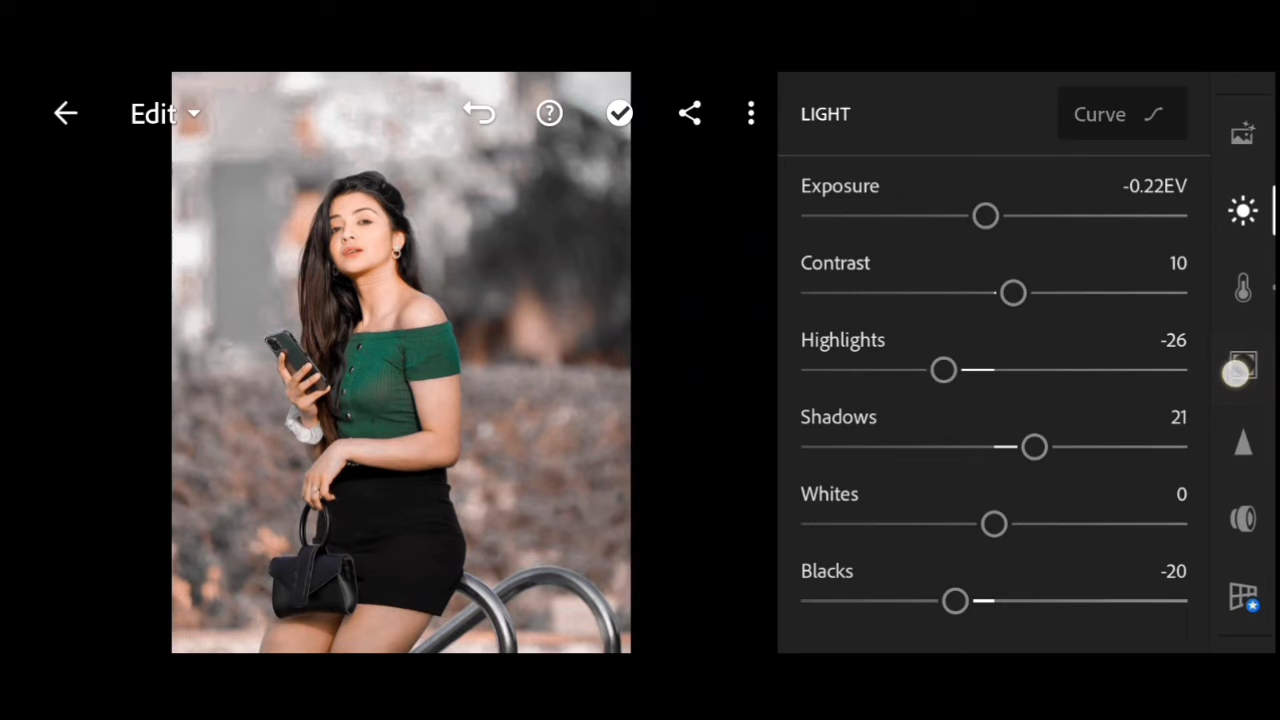 Edit
LIGHT
Curve
Exposure
-0.22EV
Contrast
10
Highlights
-26
Shadows
21
Whites
0
Blacks
-20